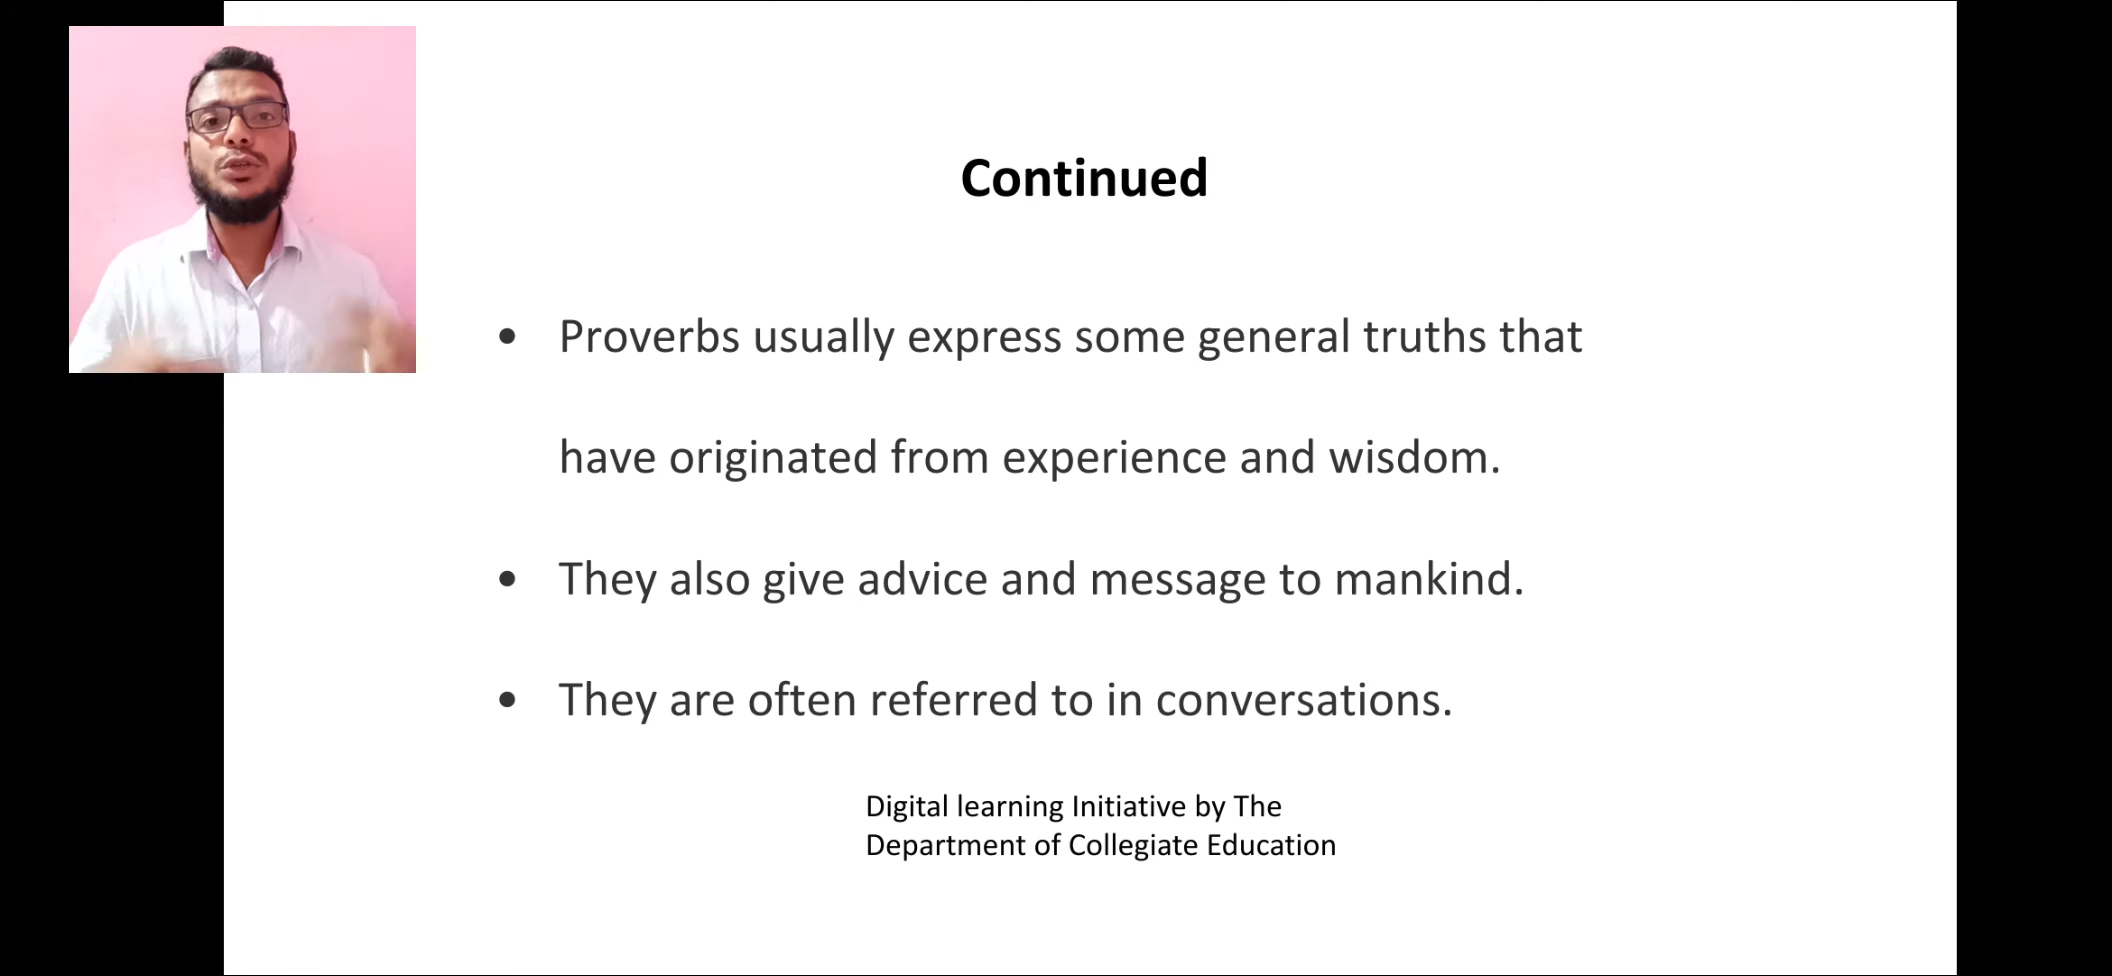 Continued
• Proverbs usually express some general truths that
have originated from experience and wisdom.
• They also give advice and message to mankind.
• They are often referred to in conversations.
Digital learning Initiative by The
Department of Collegiate Education